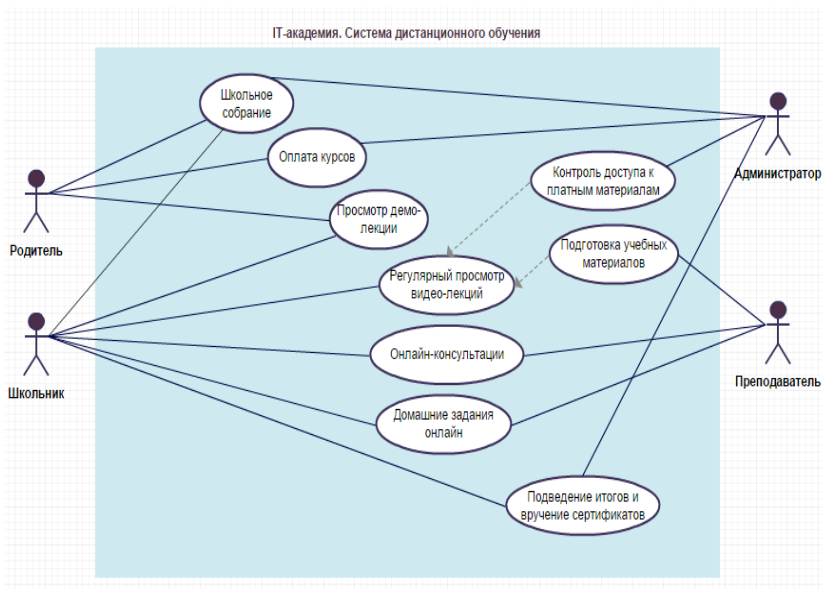 IT-академия. Система дистанционного обучения
Школьное
собрание
Оплата курсов
Контроль доступа к
платным материалам
Администратор
Просмотр демо-
лекции
Родитель
Подготовка учебных
материалов
Регулярный просмотр
видео-лекций
Онлайн-консультации
Преподаватель
Школьник
Домашние задания
онлайн
Подведение итогов и
вручение сертификатов